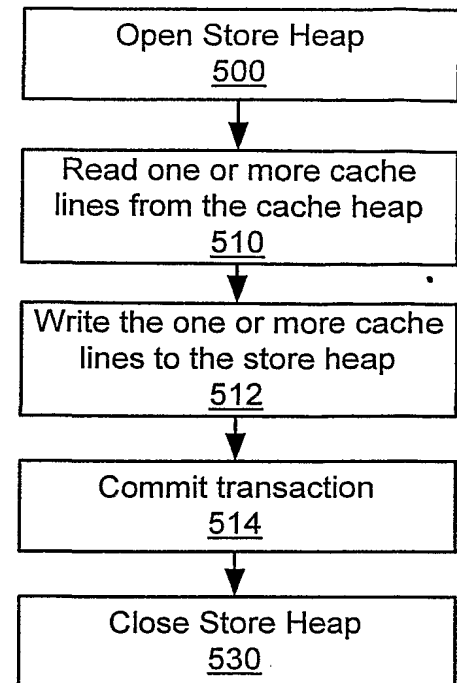 Open Store Heap
500
Read one or more cache
lines from the cache heap
510
Write the one or more cache
lines to the store heap
512
Commit transaction
514
Close Store Heap
530